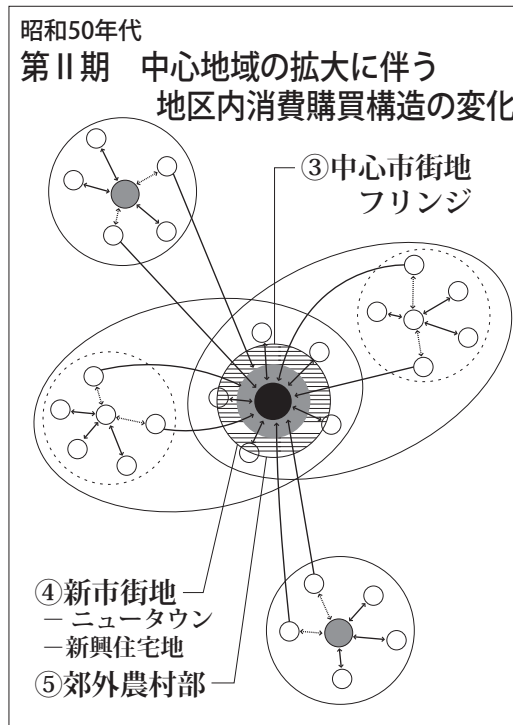 昭和50年代
第Ⅱ期　中心地域の拡大に伴う
地区内消費購買構造の変化
③中心市街地
フリンジ
④新市街地
－ニュータウン
－新興住宅地
⑤郊外農村部